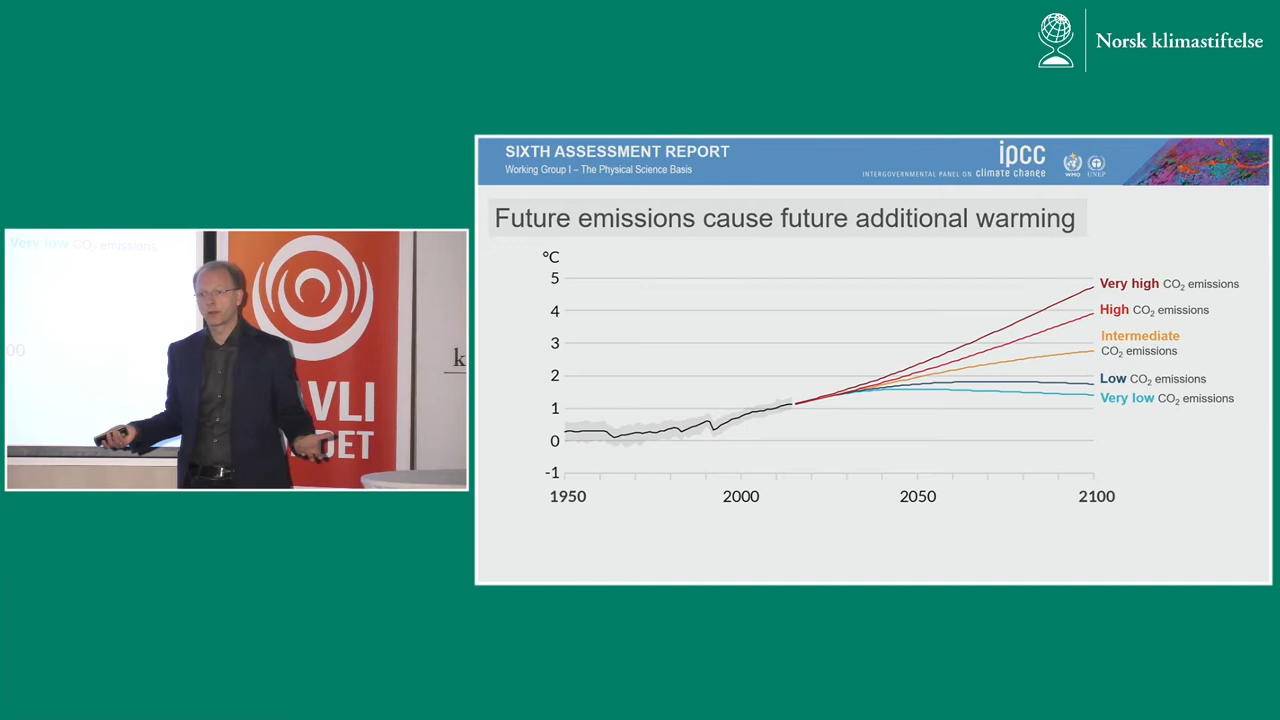 Norsk klimastiftelse
Very low CO₂ emissions
00
VLI
DET
k
SIXTH ASSESSMENT REPORT
Working Group I – The Physical Science Basis
ipcc
INTERGOVERNMENTAL PANEL ON climate change
WMO
UNEP
Future emissions cause future additional warming
°C
5
4
3
2
1
0
-1
1950
2000
2050
2100
Very high CO₂ emissions
High CO₂ emissions
Intermediate
CO₂ emissions
Low CO₂ emissions
Very low CO₂ emissions